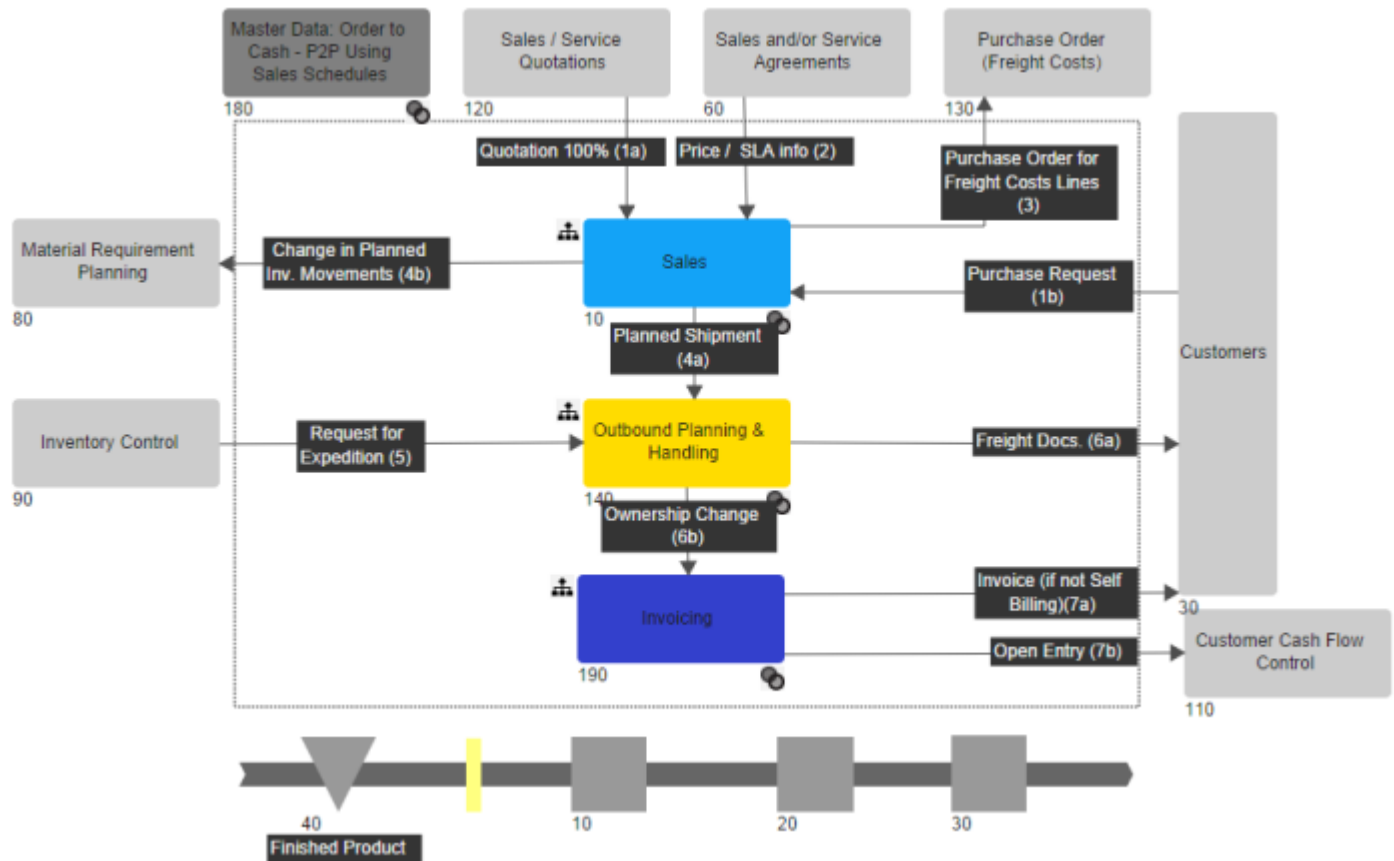 Master Data: Order to
Cash - P2P Using
Sales Schedules
180
Sales / Service
Quotations
120
Sales and/or Service
Agreements
60
Purchase Order
(Freight Costs)
130
Quotation 100% (1a)
Price / SLA info (2)
Purchase Order for
Freight Costs Lines
(3)
Material Requirement
Planning
80
Change in Planned
Inv. Movements (4b)
Sales
10
Purchase Request
(1b)
Customers
30
Planned Shipment
(4a)
Inventory Control
90
Request for
Expedition (5)
Outbound Planning &
Handling
140
Freight Docs. (6a)
Ownership Change
(6b)
Invoicing
190
Invoice (if not Self
Billing)(7a)
Open Entry (7b)
Customer Cash Flow
Control
110
40
Finished Product
10
20
30